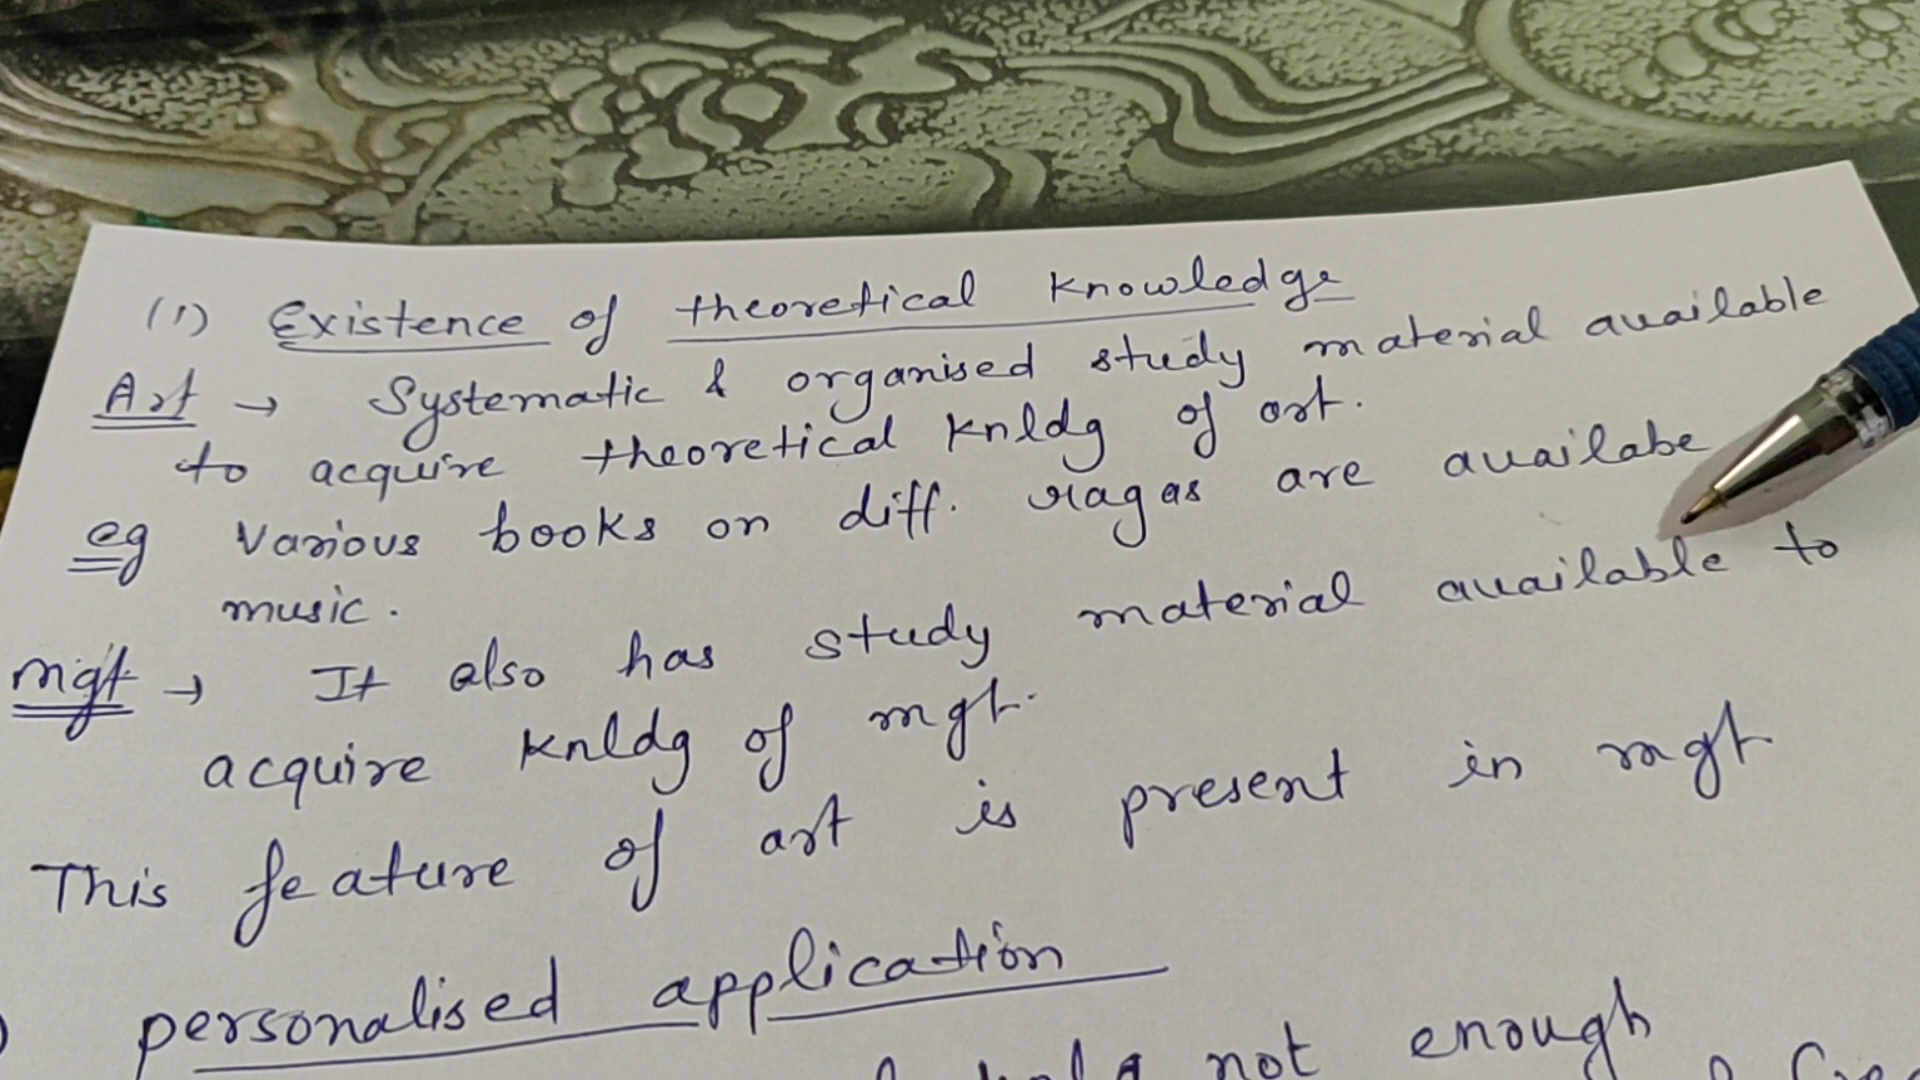 (1) Existence of theoretical knowledge
Art → Systematic & organised study material available
to acquire theoretical knldg of art.
eg Various books on diff. ragas are availabe
music.
mgt → It also has study material available to
acquire knldg of mgt.
This feature of art is present in mgt
personalised application
not enough